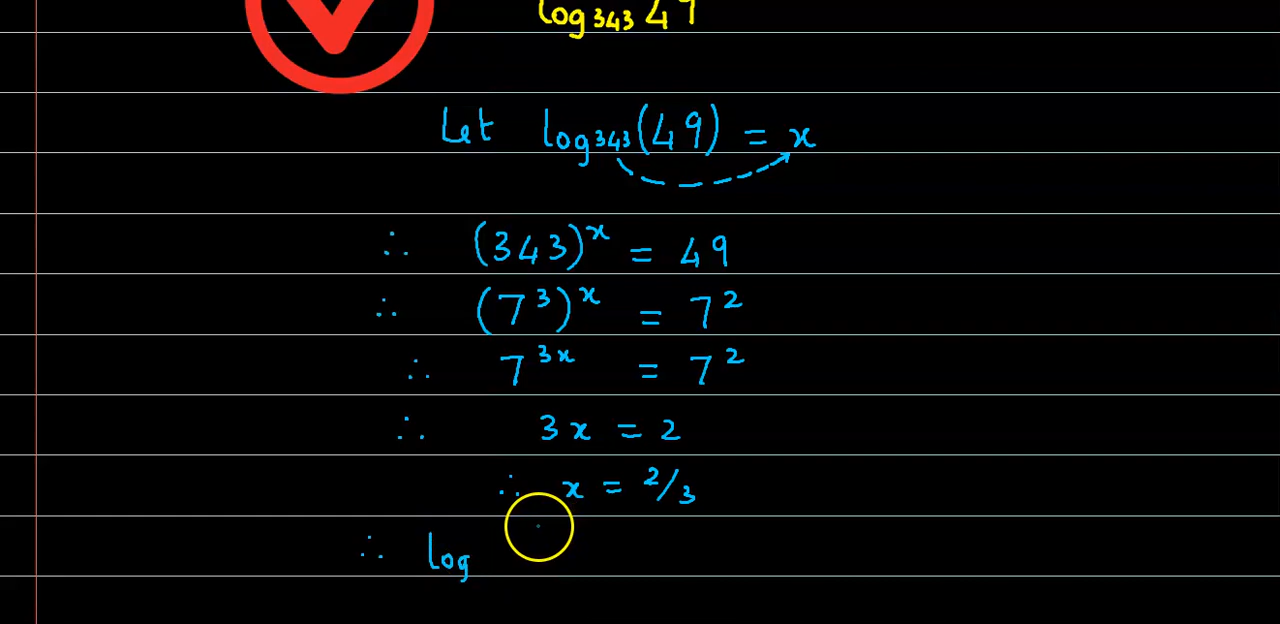 log₃₄₃ 49
Let log₃₄₃(49) = x
∴ (343)ˣ = 49
∴ (7³)ˣ = 7²
∴ 7³ˣ = 7²
∴ 3x = 2
∴ x = 2/3
∴ log